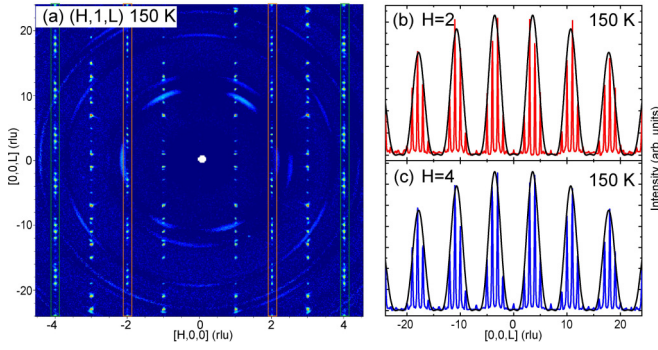 (a) (H,1,L) 150 K
20
10
0
-10
-20
[0,0,L] (rlu)
-4
-2
0
2
4
[H,0,0] (rlu)
(b) H=2
150 K
(c) H=4
150 K
Intensity (arb. units)
-20
-10
0
10
20
[0,0,L] (rlu)